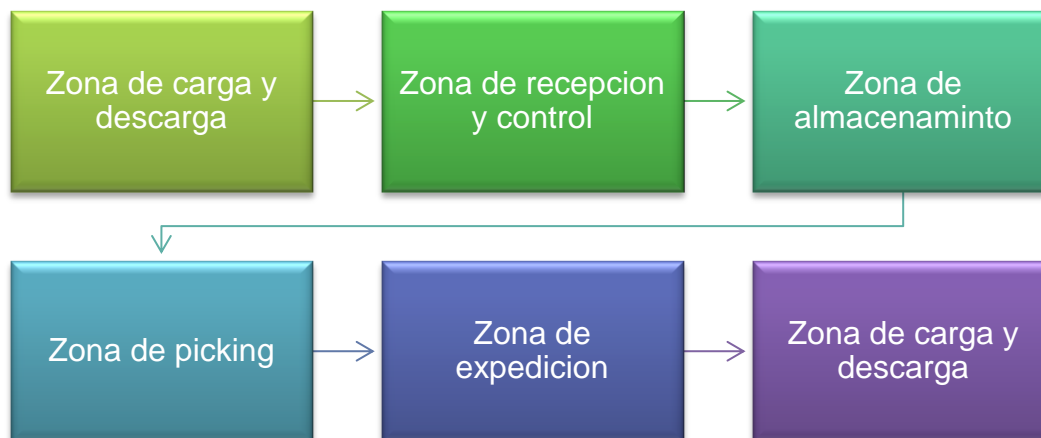 Zona de carga y
descarga
Zona de recepcion
y control
Zona de
almacenaminto
Zona de picking
Zona de
expedicion
Zona de carga y
descarga